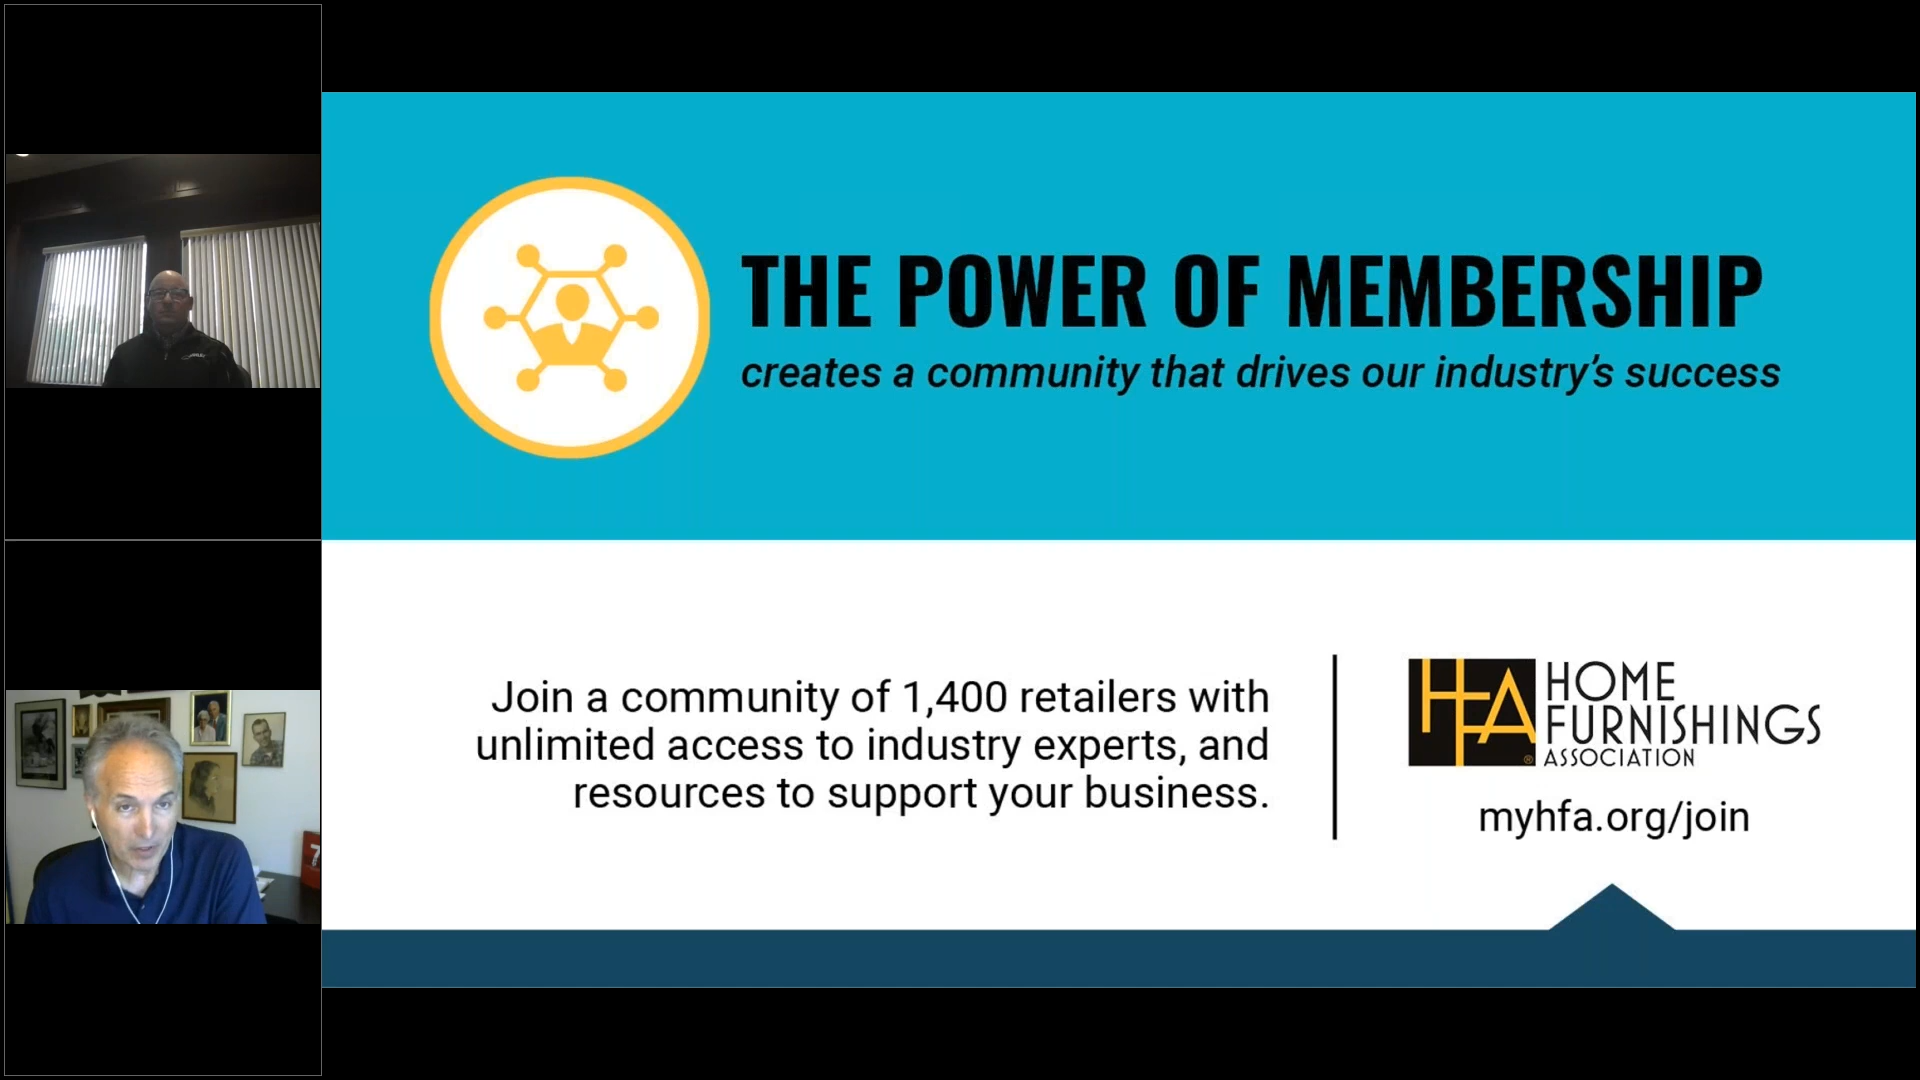 THE POWER OF MEMBERSHIP
creates a community that drives our industry’s success
Join a community of 1,400 retailers with
unlimited access to industry experts, and
resources to support your business.
HFA
HOME
FURNISHINGS
ASSOCIATION
®
myhfa.org/join
7